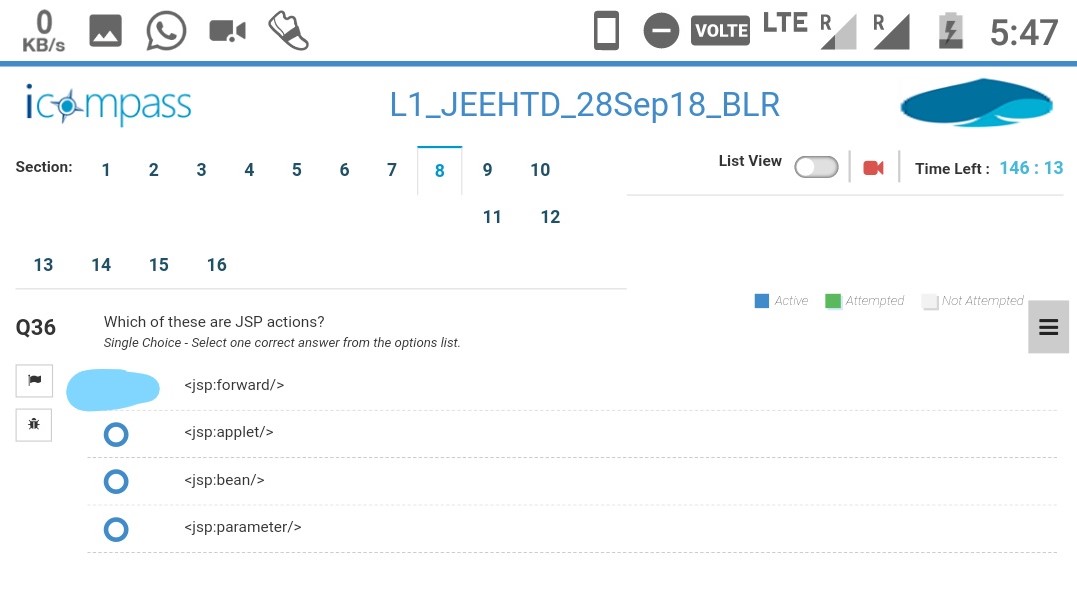 0
KB/s
VOLTE LTE R R 5:47
icompass
L1_JEEHTD_28Sep18_BLR
Section: 1 2 3 4 5 6 7 8 9 10
11 12
13 14 15 16
List View
Time Left : 146 : 13
Active Attempted Not Attempted
Q36
Which of these are JSP actions?
Single Choice - Select one correct answer from the options list.
<jsp:forward/>
<jsp:applet/>
<jsp:bean/>
<jsp:parameter/>